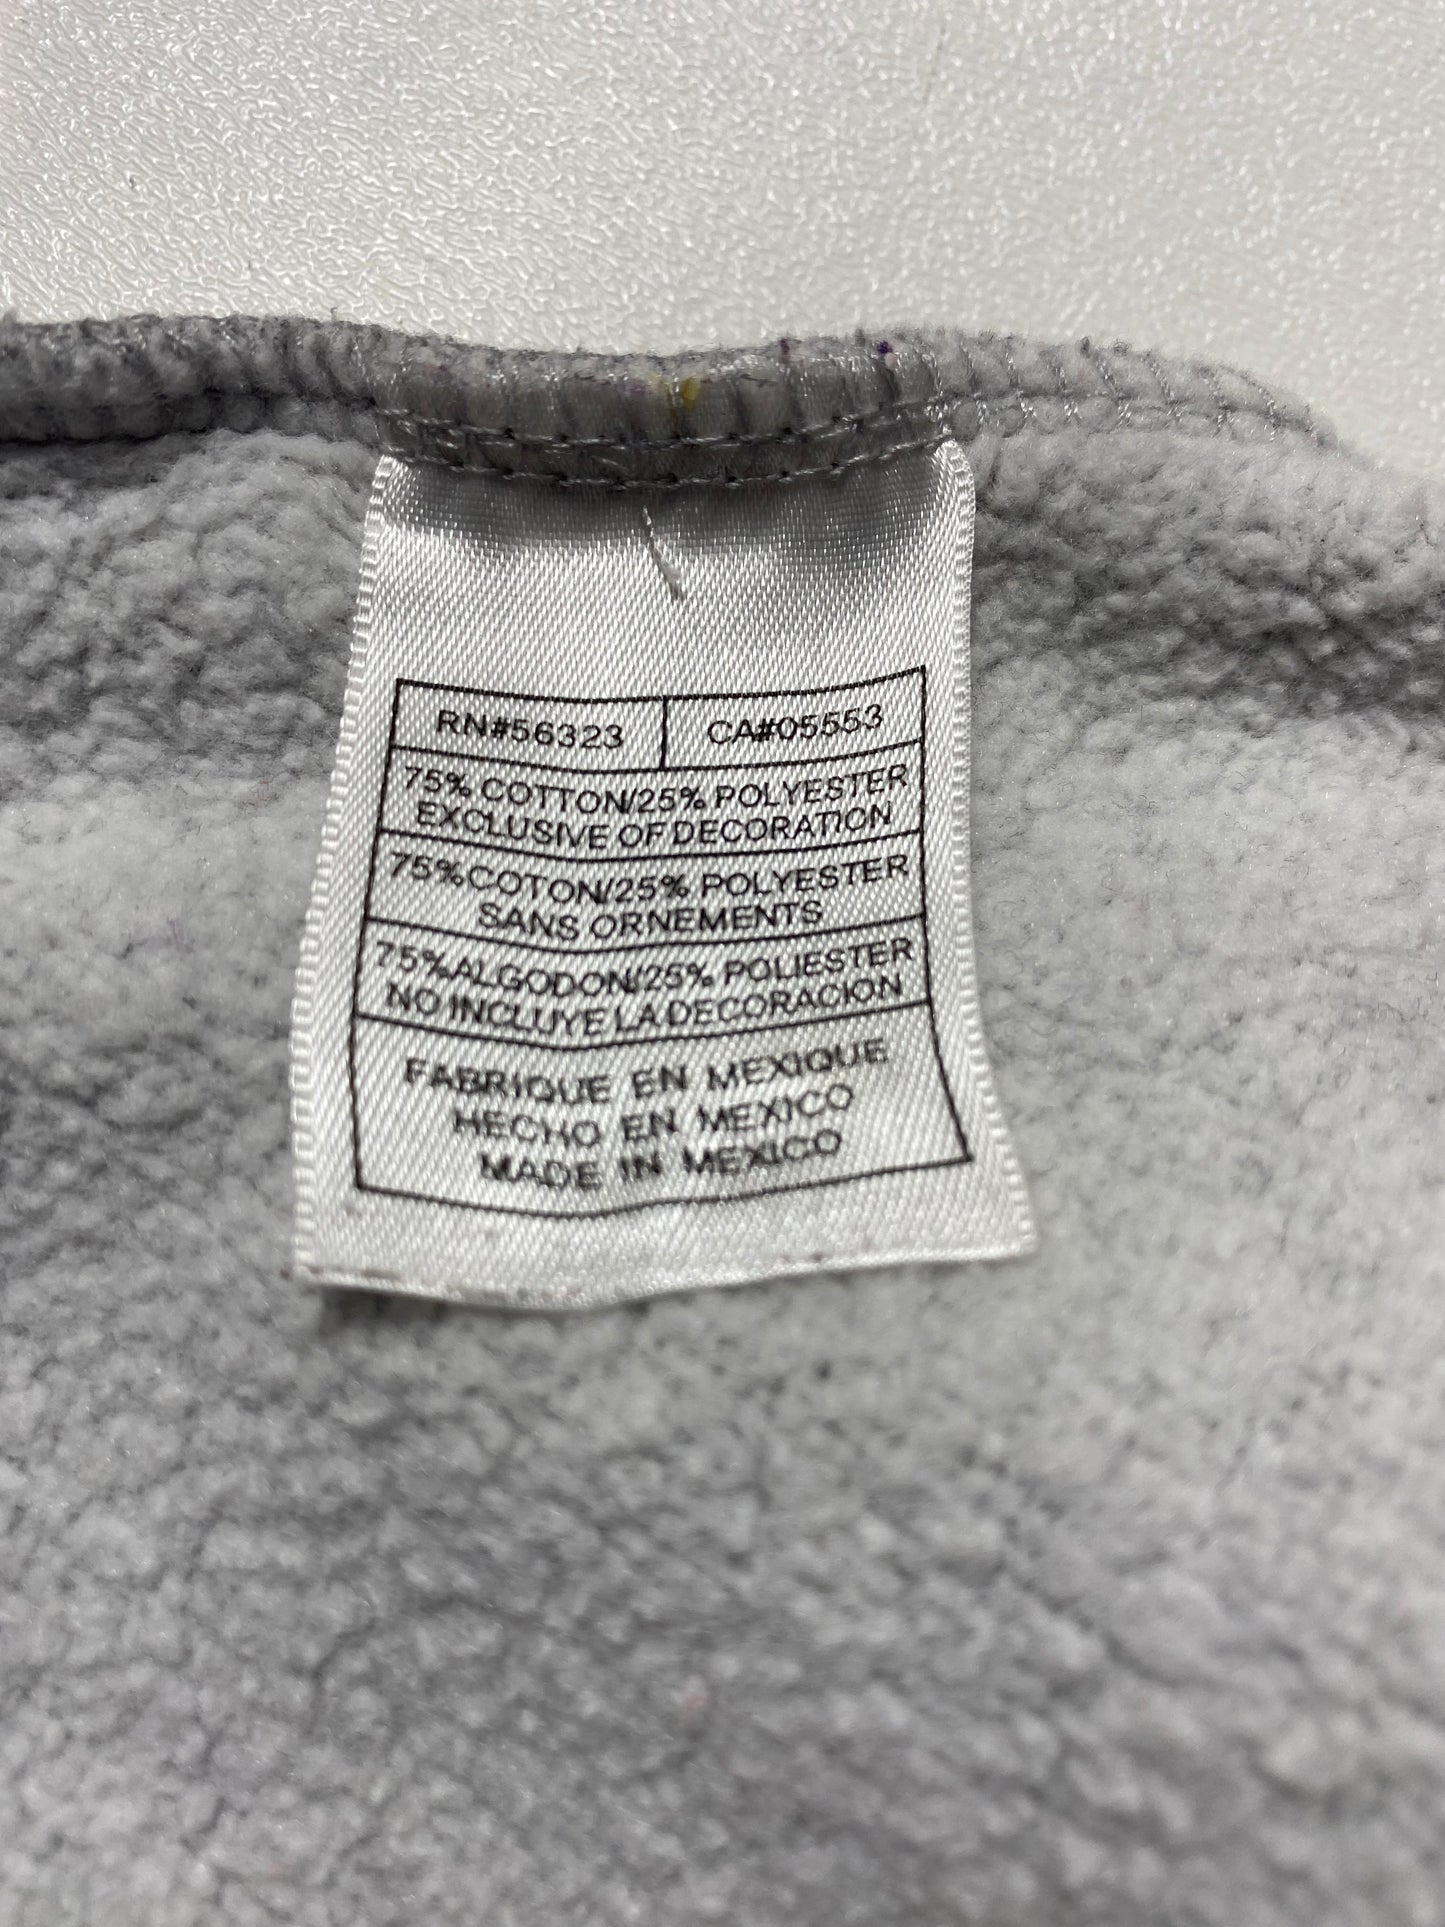 RN#56323 CA#05553
75% COTTON/25% POLYESTER
EXCLUSIVE OF DECORATION
75%COTON/25% POLYESTER
SANS ORNEMENTS
75%ALGODON/25% POLIESTER
NO INCLUYE LA DECORACION
FABRIQUE EN MEXIQUE
HECHO EN MEXICO
MADE IN MEXICO